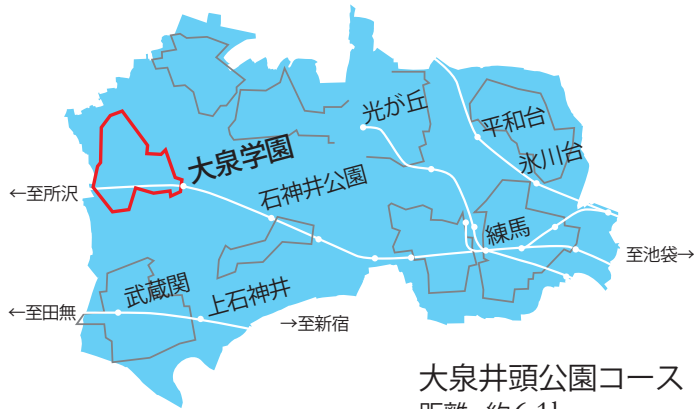 光が丘
平和台
氷川台
大泉学園
石神井公園
←至所沢
練馬
至池袋→
武蔵関
上石神井
←至田無
→至新宿
大泉井頭公園コース